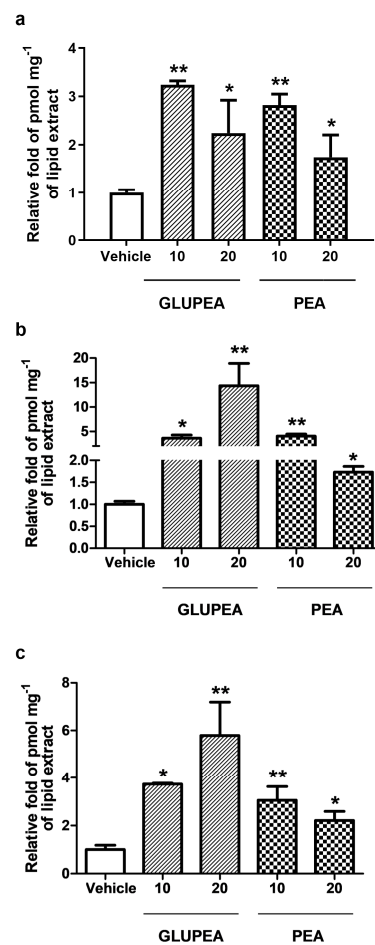 a
Relative fold of pmol mg-1
of lipid extract
4
3
2
1
0
** * ** *
Vehicle 10 20 10 20
GLUPEA PEA
b
Relative fold of pmol mg-1
of lipid extract
20
15
10
5
2.0
1.5
1.0
0.5
0.0
* ** ** *
Vehicle 10 20 10 20
GLUPEA PEA
c
Relative fold of pmol mg-1
of lipid extract
8
6
4
2
0
* ** ** *
Vehicle 10 20 10 20
GLUPEA PEA